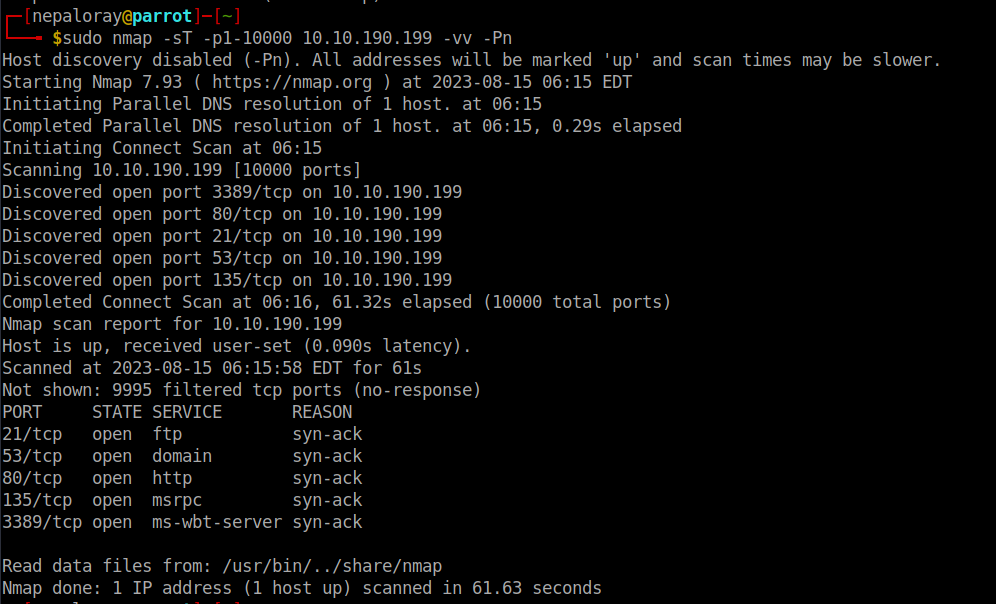 ┌─[nepaloray@parrot]─[~]
└──╼ $sudo nmap -sT -p1-10000 10.10.190.199 -vv -Pn
Host discovery disabled (-Pn). All addresses will be marked 'up' and scan times may be slower.
Starting Nmap 7.93 ( https://nmap.org ) at 2023-08-15 06:15 EDT
Initiating Parallel DNS resolution of 1 host. at 06:15
Completed Parallel DNS resolution of 1 host. at 06:15, 0.29s elapsed
Initiating Connect Scan at 06:15
Scanning 10.10.190.199 [10000 ports]
Discovered open port 3389/tcp on 10.10.190.199
Discovered open port 80/tcp on 10.10.190.199
Discovered open port 21/tcp on 10.10.190.199
Discovered open port 53/tcp on 10.10.190.199
Discovered open port 135/tcp on 10.10.190.199
Completed Connect Scan at 06:16, 61.32s elapsed (10000 total ports)
Nmap scan report for 10.10.190.199
Host is up, received user-set (0.090s latency).
Scanned at 2023-08-15 06:15:58 EDT for 61s
Not shown: 9995 filtered tcp ports (no-response)
PORT     STATE SERVICE       REASON
21/tcp   open  ftp           syn-ack
53/tcp   open  domain        syn-ack
80/tcp   open  http          syn-ack
135/tcp  open  msrpc         syn-ack
3389/tcp open  ms-wbt-server syn-ack
Read data files from: /usr/bin/../share/nmap
Nmap done: 1 IP address (1 host up) scanned in 61.63 seconds